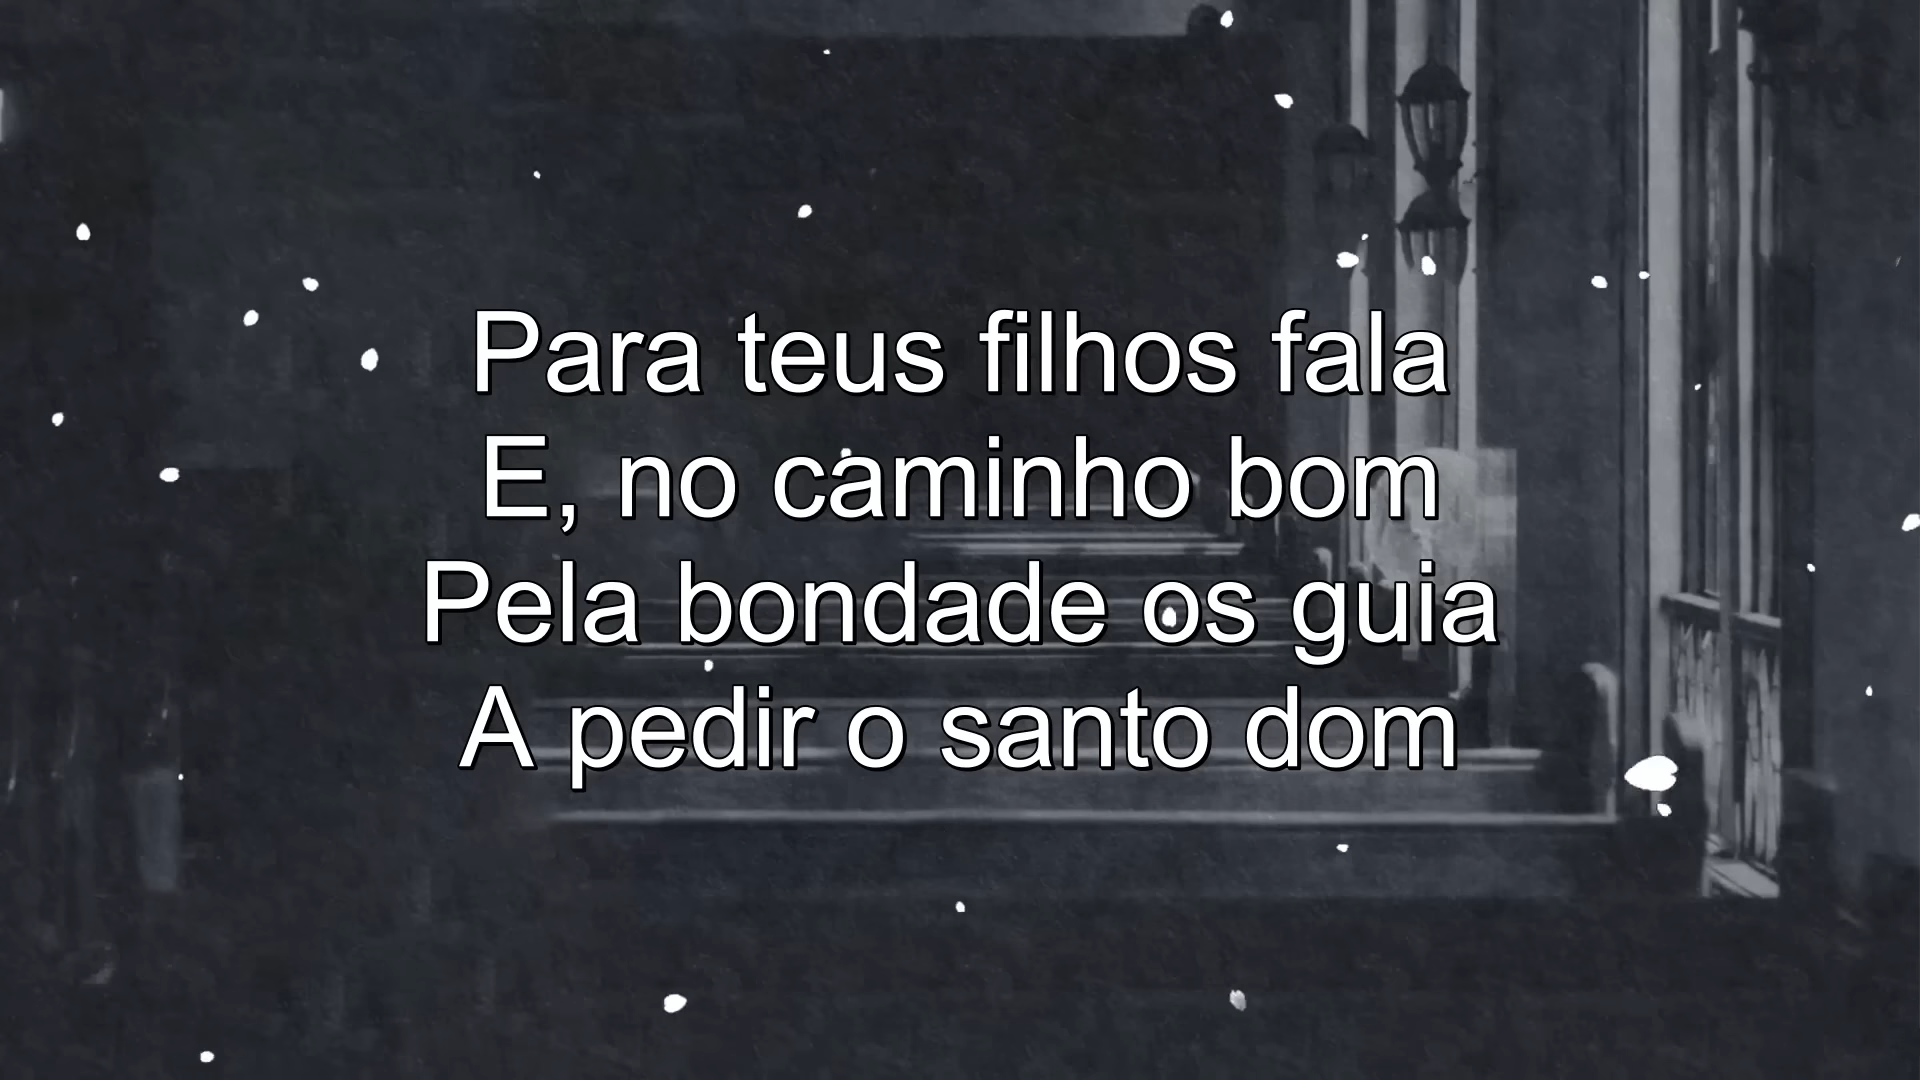 Para teus filhos fala
E, no caminho bom
Pela bondade os guia
A pedir o santo dom